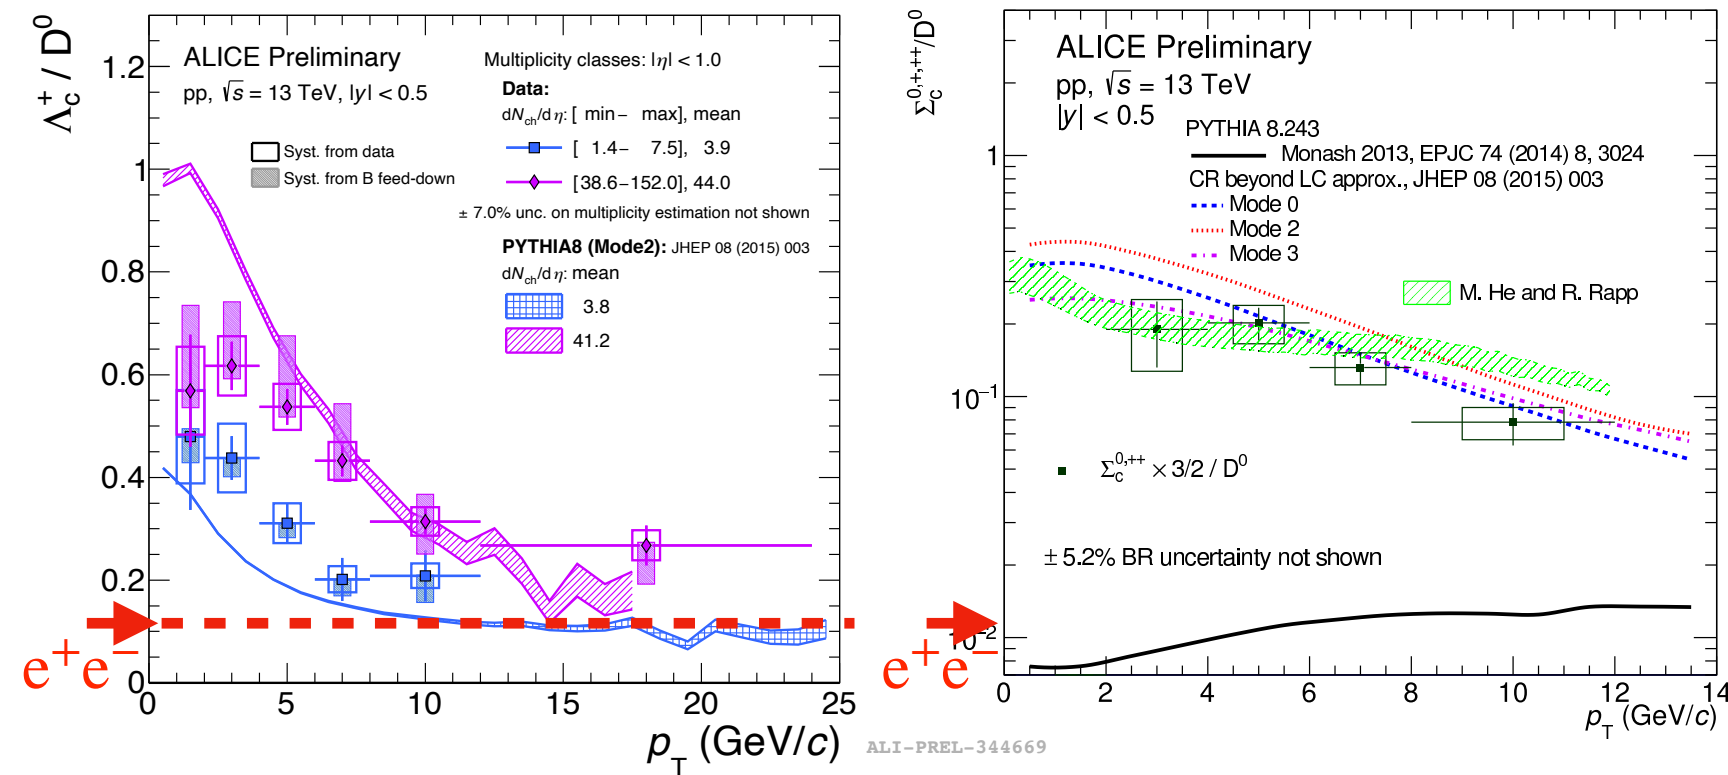 Λc+ / D0
1.2
1
0.8
0.6
0.4
0.2
0
ALICE Preliminary
pp, √s = 13 TeV, |y| < 0.5
Syst. from data
Syst. from B feed-down
Multiplicity classes: |η| < 1.0
Data:
dNch/dη: [ min − max], mean
[ 1.4− 7.5], 3.9
[38.6−152.0], 44.0
± 7.0% unc. on multiplicity estimation not shown
PYTHIA8 (Mode2): JHEP 08 (2015) 003
dNch/dη: mean
3.8
41.2
e+e−
0 5 10 15 20 25
pT (GeV/c)
ALI-PREL-344669
Σc0,+,++/D0
1
10−1
10−2
ALICE Preliminary
pp, √s = 13 TeV
|y| < 0.5
PYTHIA 8.243
Monash 2013, EPJC 74 (2014) 8, 3024
CR beyond LC approx., JHEP 08 (2015) 003
Mode 0
Mode 2
Mode 3
M. He and R. Rapp
Σc0,++ × 3/2 / D0
± 5.2% BR uncertainty not shown
e+e−
0 2 4 6 8 10 12 14
pT (GeV/c)